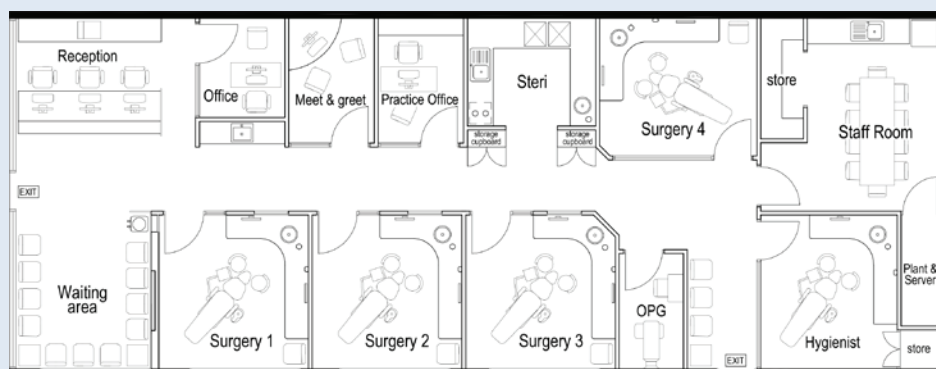 Reception
Office
Meet & greet
Practice Office
Steri
storage
cupboard
storage
cupboard
Surgery 4
store
Staff Room
EXIT
Waiting
area
Surgery 1
Surgery 2
Surgery 3
OPG
EXIT
Hygienist
Plant &
Server
store